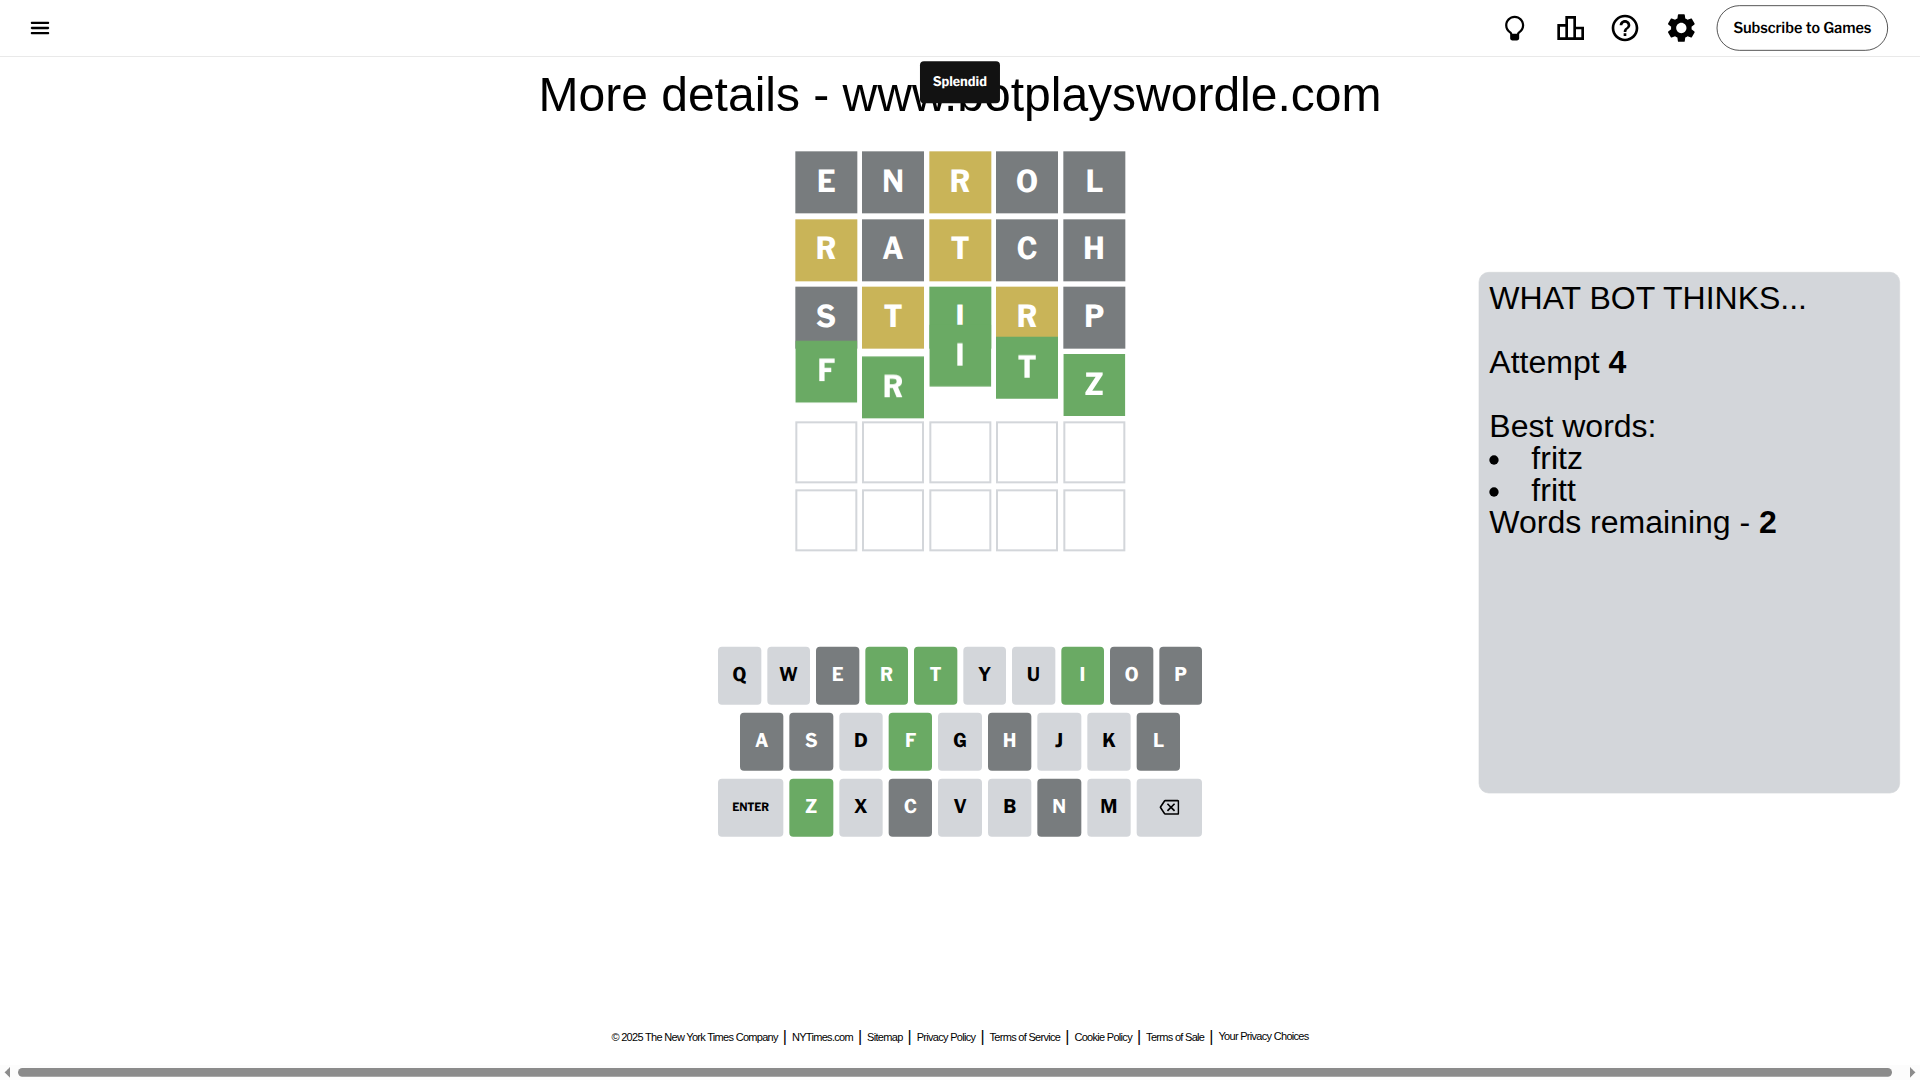 Subscribe to Games
Splendid
More details - www.botplayswordle.com
E N R O L
R A T C H
S T I R P
F R I T Z
WHAT BOT THINKS...
Attempt 4
Best words:
• fritz
• fritt
Words remaining - 2
Q W E R T Y U I O P
A S D F G H J K L
ENTER Z X C V B N M
© 2025 The New York Times Company | NYTimes.com | Sitemap | Privacy Policy | Terms of Service | Cookie Policy | Terms of Sale | Your Privacy Choices